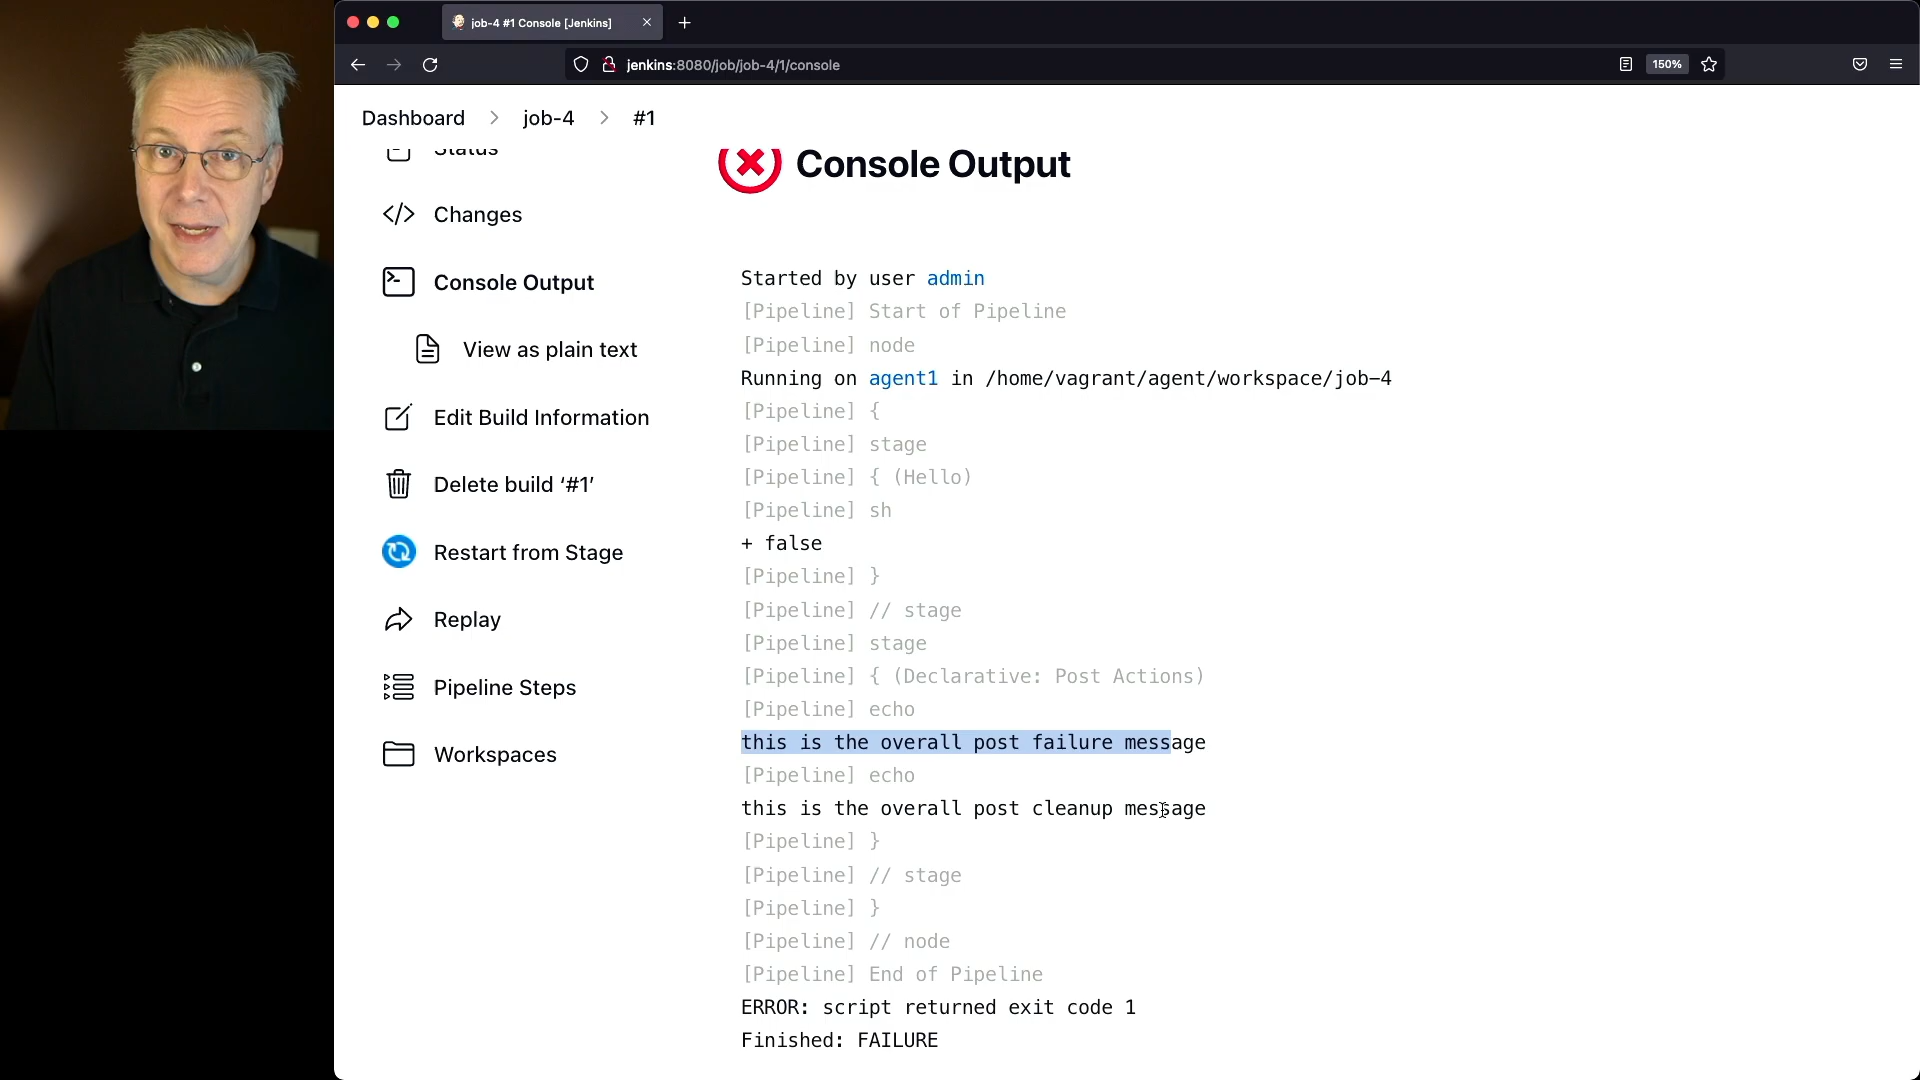 job-4 #1 Console [Jenkins]
jenkins:8080/job/job-4/1/console
150%
Dashboard
job-4
#1
Status
Changes
Console Output
View as plain text
Edit Build Information
Delete build ‘#1’
Restart from Stage
Replay
Pipeline Steps
Workspaces
Console Output
Started by user admin
[Pipeline] Start of Pipeline
[Pipeline] node
Running on agent1 in /home/vagrant/agent/workspace/job-4
[Pipeline] {
[Pipeline] stage
[Pipeline] { (Hello)
[Pipeline] sh
+ false
[Pipeline] }
[Pipeline] // stage
[Pipeline] stage
[Pipeline] { (Declarative: Post Actions)
[Pipeline] echo
this is the overall post failure message
[Pipeline] echo
this is the overall post cleanup message
[Pipeline] }
[Pipeline] // stage
[Pipeline] }
[Pipeline] // node
[Pipeline] End of Pipeline
ERROR: script returned exit code 1
Finished: FAILURE